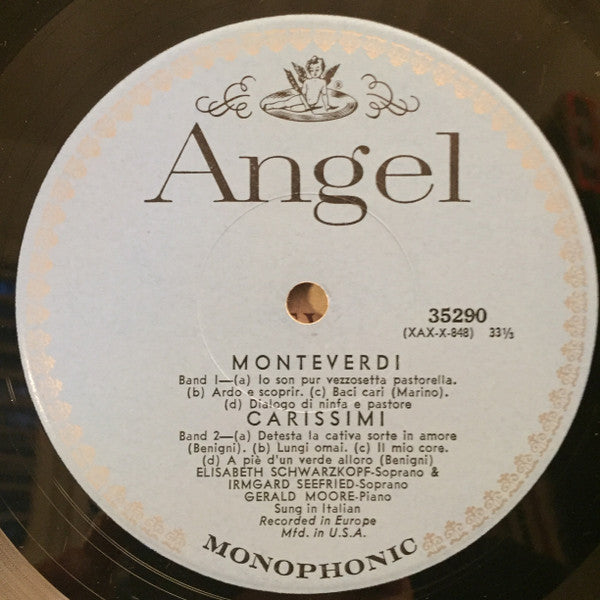 Angel
35290
(XAX-X-848) 33⅓
MONTEVERDI
Band 1—(a) Io son pur vezzosetta pastorella.
(b) Ardo e scoprir. (c) Baci cari (Marino).
(d) Dialogo di ninfa e pastore
CARISSIMI
Band 2—(a) Detesta la cativa sorte in amore
(Benigni). (b) Lungi omai. (c) Il mio core.
(d) A piè d'un verde alloro (Benigni)
ELISABETH SCHWARZKOPF-Soprano &
IRMGARD SEEFRIED-Soprano
GERALD MOORE-Piano
Sung in Italian
Recorded in Europe
Mfd. in U.S.A.
MONOPHONIC